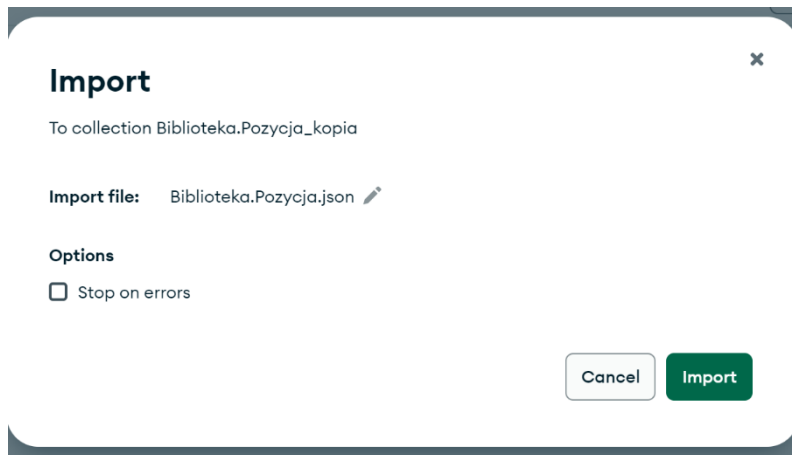 Import
To collection Biblioteka.Pozycja_kopia
Import file: Biblioteka.Pozycja.json
Options
Stop on errors
Cancel Import